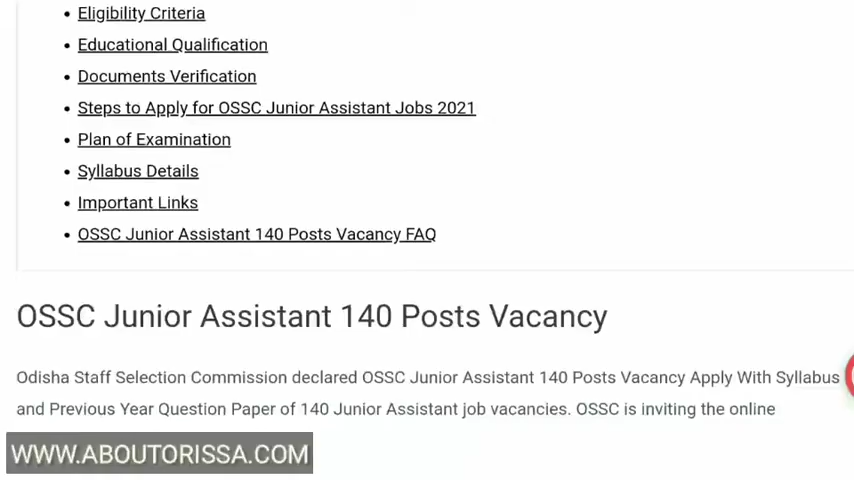 Eligibility Criteria
Educational Qualification
Documents Verification
Steps to Apply for OSSC Junior Assistant Jobs 2021
Plan of Examination
Syllabus Details
Important Links
OSSC Junior Assistant 140 Posts Vacancy FAQ
OSSC Junior Assistant 140 Posts Vacancy
Odisha Staff Selection Commission declared OSSC Junior Assistant 140 Posts Vacancy Apply With Syllabus
and Previous Year Question Paper of 140 Junior Assistant job vacancies. OSSC is inviting the online
WWW.ABOUTORISSA.COM